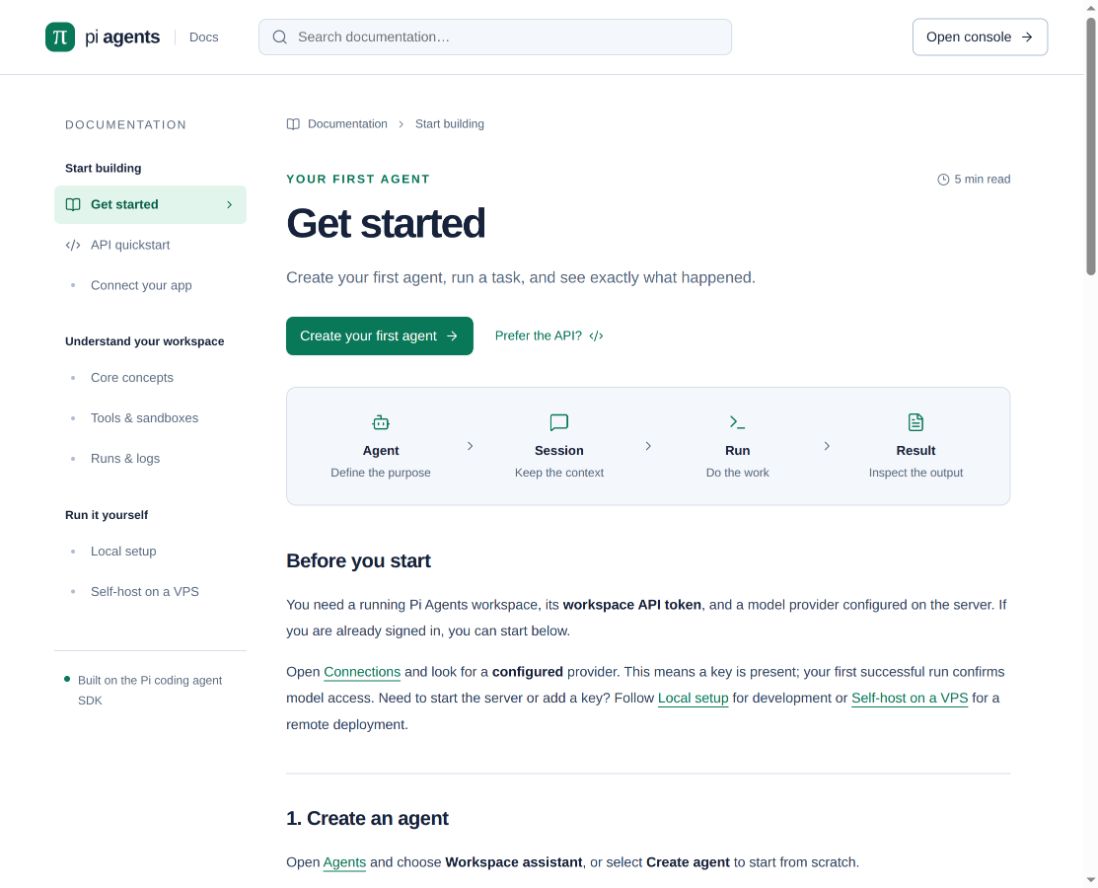 π pi agents Docs
Search documentation…
Open console
DOCUMENTATION
Start building
Get started
API quickstart
Connect your app
Understand your workspace
Core concepts
Tools & sandboxes
Runs & logs
Run it yourself
Local setup
Self-host on a VPS
Built on the Pi coding agent
SDK
Documentation Start building
YOUR FIRST AGENT
5 min read
Get started
Create your first agent, run a task, and see exactly what happened.
Create your first agent
Prefer the API?
Agent
Define the purpose
Session
Keep the context
Run
Do the work
Result
Inspect the output
Before you start
You need a running Pi Agents workspace, its workspace API token, and a model provider configured on the server. If
you are already signed in, you can start below.
Open Connections and look for a configured provider. This means a key is present; your first successful run confirms
model access. Need to start the server or add a key? Follow Local setup for development or Self-host on a VPS for a
remote deployment.
1. Create an agent
Open Agents and choose Workspace assistant, or select Create agent to start from scratch.